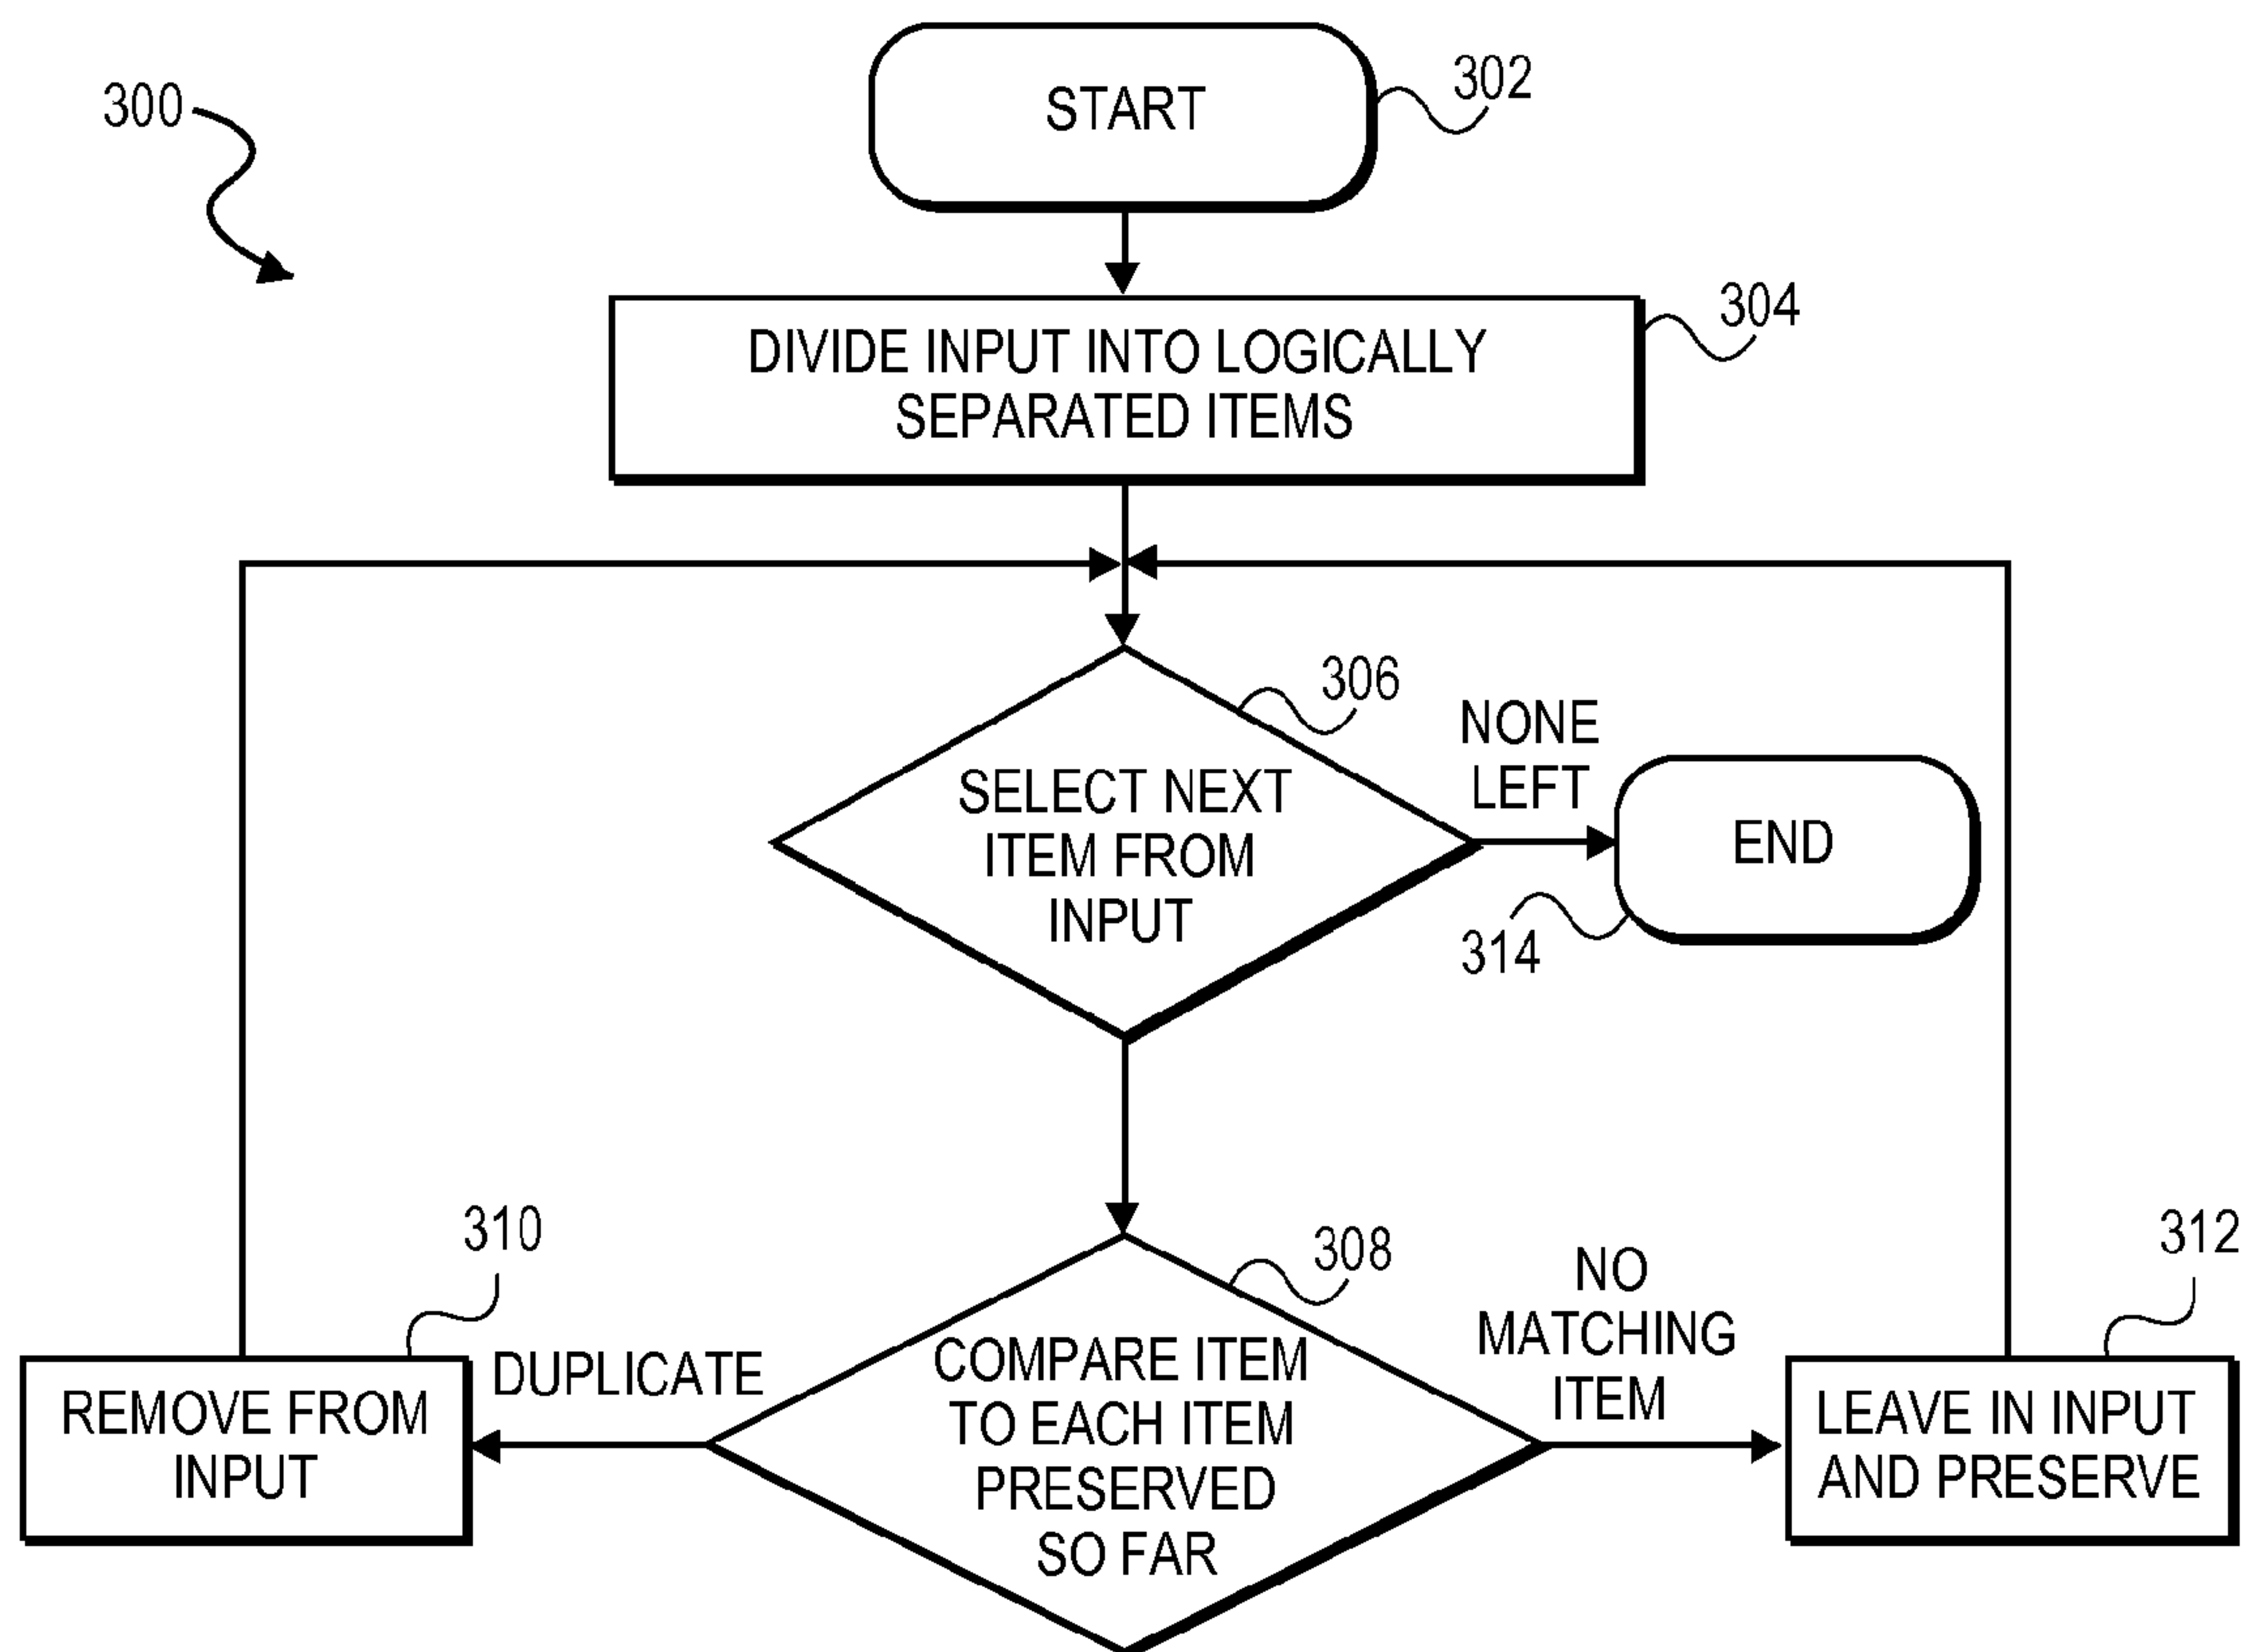 300
START
302
DIVIDE INPUT INTO LOGICALLY
SEPARATED ITEMS
304
306
SELECT NEXT
ITEM FROM
INPUT
NONE
LEFT
END
314
308
COMPARE ITEM
TO EACH ITEM
PRESERVED
SO FAR
DUPLICATE
310
REMOVE FROM
INPUT
NO
MATCHING
ITEM
312
LEAVE IN INPUT
AND PRESERVE